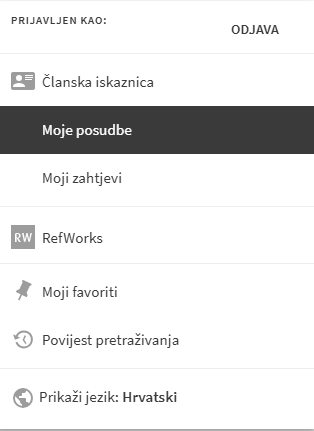 PRIJAVLJEN KAO:
ODJAVA
Članska iskaznica
Moje posudbe
Moji zahtjevi
RW RefWorks
Moji favoriti
Povijest pretraživanja
Prikaži jezik: Hrvatski